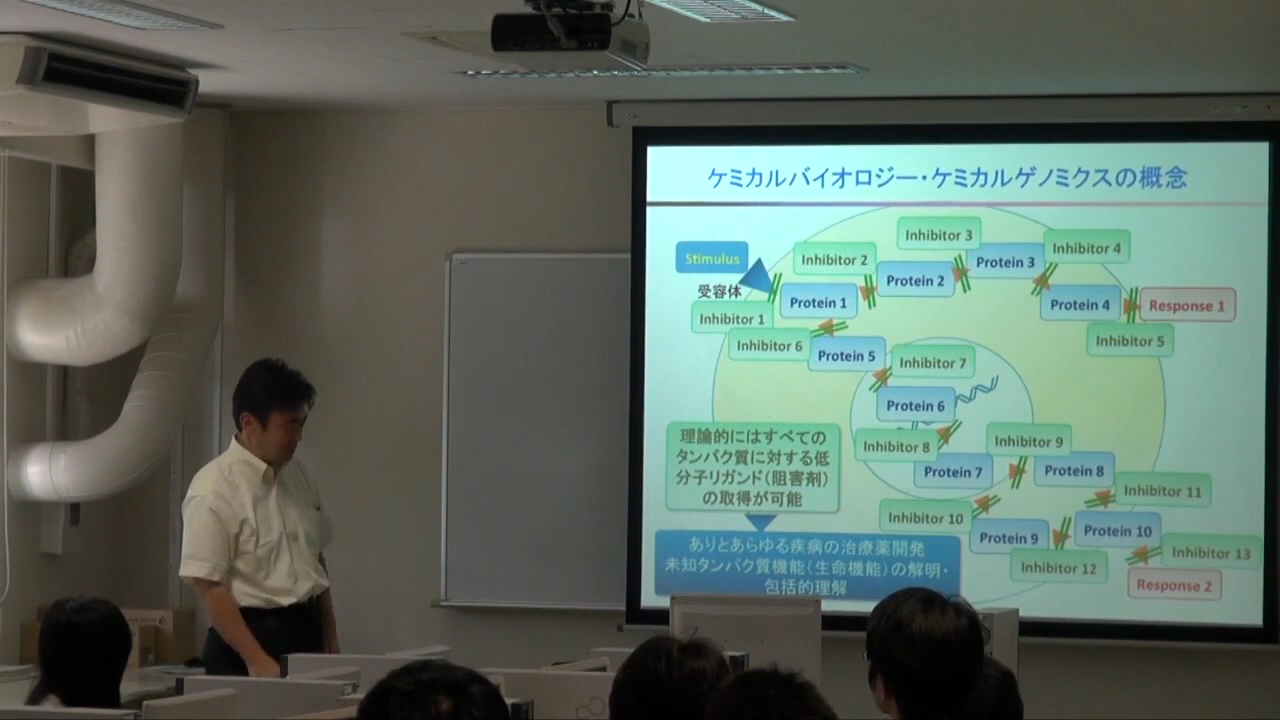 ケミカルバイオロジー・ケミカルゲノミクスの概念
Inhibitor 3
Inhibitor 4
Stimulus
Inhibitor 2
Protein 3
Protein 2
受容体
Protein 1
Protein 4
Response 1
Inhibitor 1
Inhibitor 6
Inhibitor 5
Protein 5
Inhibitor 7
Protein 6
理論的にはすべての
タンパク質に対する低
分子リガンド(阻害剤)
の取得が可能
Inhibitor 8
Inhibitor 9
Protein 7
Protein 8
Inhibitor 11
Inhibitor 10
Protein 9
Protein 10
Inhibitor 13
Inhibitor 12
Response 2
ありとあらゆる疾病の治療薬開発
未知タンパク質機能(生命機能)の解明・
包括的理解